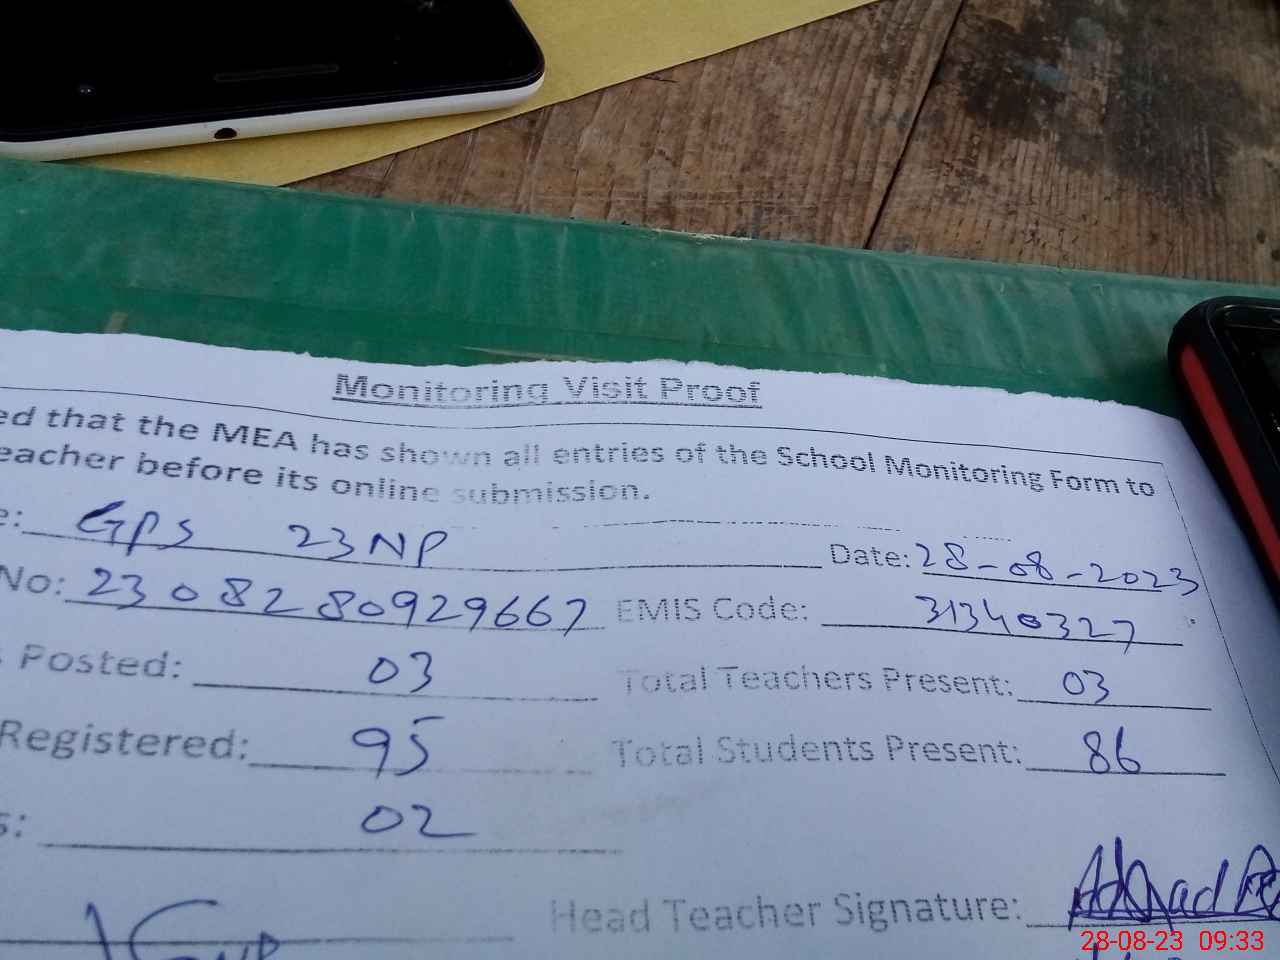 Monitoring Visit Proof
ed that the MEA has shown all entries of the School Monitoring Form to
eacher before its online submission.
e: GPS 23NP
Date: 28-08-2023
No: 2308280929667 EMIS Code: 31340327
Posted: 03 Total Teachers Present: 03
Registered: 95 Total Students Present: 86
s: 02
Head Teacher Signature:
28-08-23 09:33